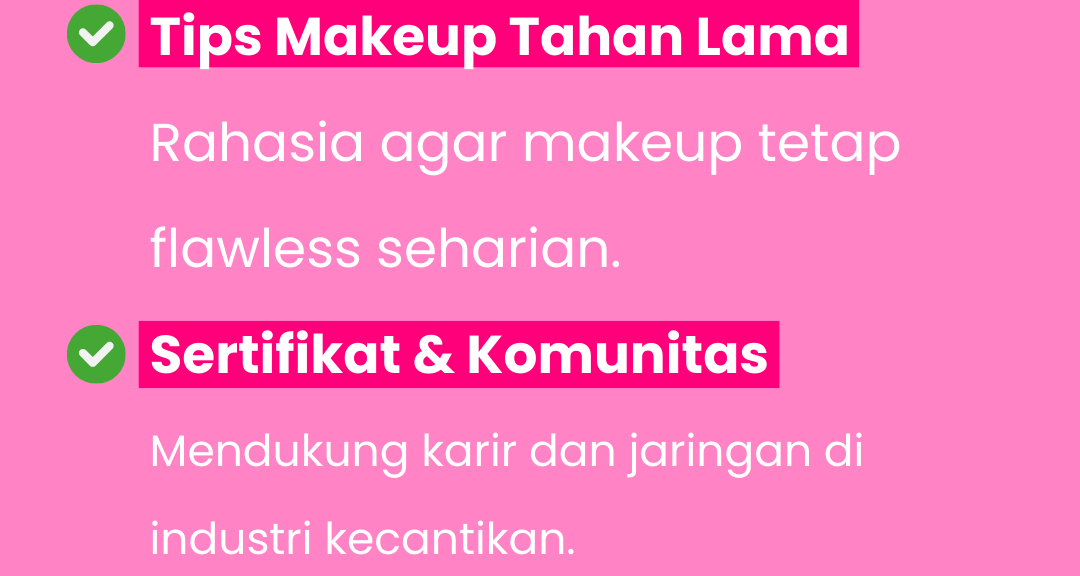 Tips Makeup Tahan Lama
Rahasia agar makeup tetap
flawless seharian.
Sertifikat & Komunitas
Mendukung karir dan jaringan di
industri kecantikan.